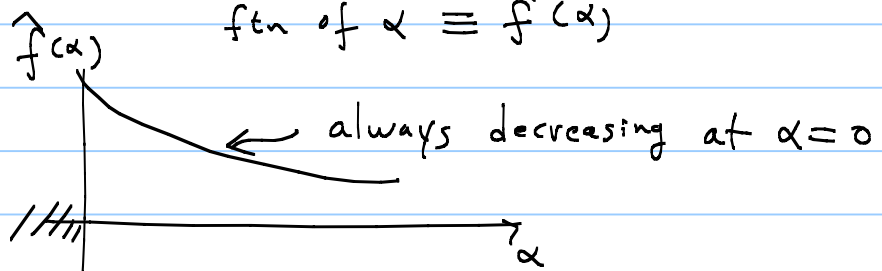 ftn of α ≡ f̂(α)
f̂(α)
always decreasing at α=0
α